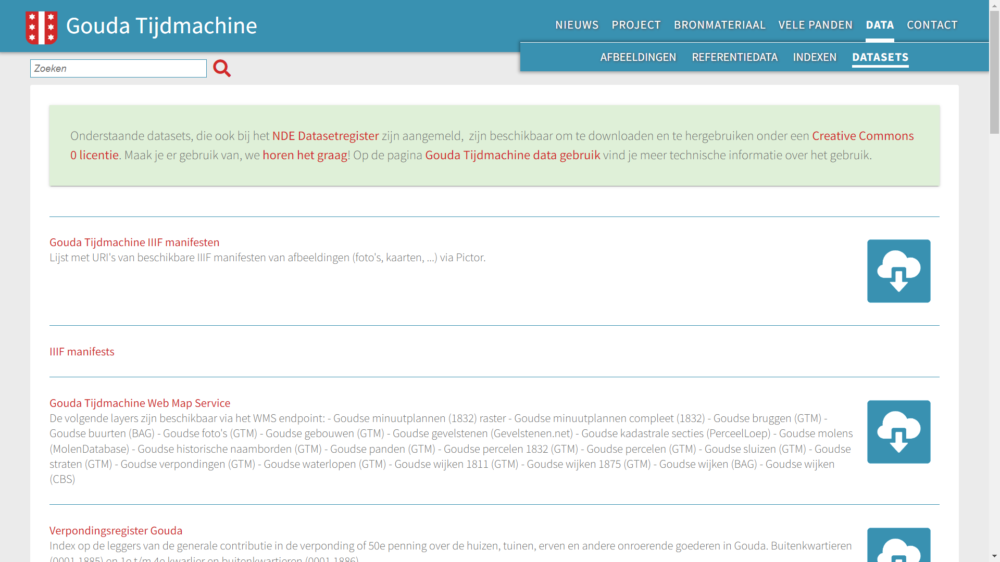 Gouda Tijdmachine
NIEUWS PROJECT BRONMATERIAAL VELE PANDEN DATA CONTACT
AFBEELDINGEN REFERENTIEDATA INDEXEN DATASETS
Zoeken
Onderstaande datasets, die ook bij het NDE Datasetregister zijn aangemeld, zijn beschikbaar om te downloaden en te hergebruiken onder een Creative Commons
0 licentie. Maak je er gebruik van, we horen het graag! Op de pagina Gouda Tijdmachine data gebruik vind je meer technische informatie over het gebruik.
Gouda Tijdmachine IIIF manifesten
Lijst met URI's van beschikbare IIIF manifesten van afbeeldingen (foto's, kaarten, ...) via Pictor.
IIIF manifests
Gouda Tijdmachine Web Map Service
De volgende layers zijn beschikbaar via het WMS endpoint: - Goudse minuutplannen (1832) raster - Goudse minuutplannen compleet (1832) - Goudse bruggen (GTM) -
Goudse buurten (BAG) - Goudse foto's (GTM) - Goudse gebouwen (GTM) - Goudse gevelstenen (Gevelstenen.net) - Goudse kadastrale secties (PerceelLoep) - Goudse molens
(MolenDatabase) - Goudse historische naamborden (GTM) - Goudse panden (GTM) - Goudse percelen 1832 (GTM) - Goudse percelen (GTM) - Goudse sluizen (GTM) - Goudse
straten (GTM) - Goudse verpondingen (GTM) - Goudse waterlopen (GTM) - Goudse wijken 1811 (GTM) - Goudse wijken 1875 (GTM) - Goudse wijken (BAG) - Goudse wijken
(CBS)
Verpondingsregister Gouda
Index op de leggers van de generale contributie in de verponding of 50e penning over de huizen, tuinen, erven en andere onroerende goederen in Gouda. Buitenkwartieren
(0001.1885) en 1e t/m 4e kwarlier en buitenkwartieren (0001.1886)